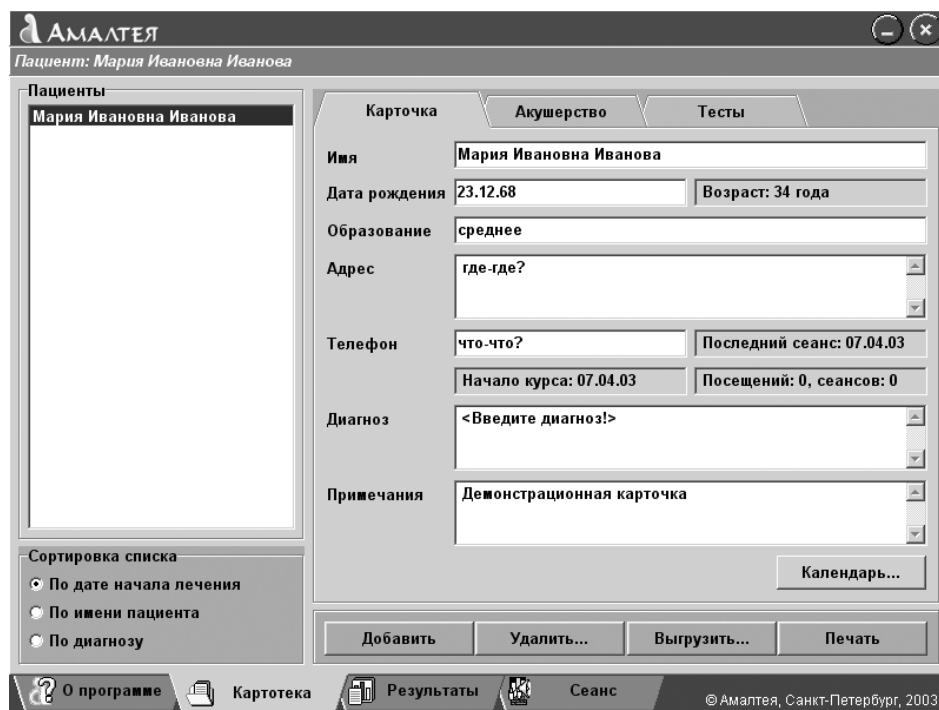 Амалтея
Пациент: Мария Ивановна Иванова
Пациенты
Мария Ивановна Иванова
Сортировка списка
По дате начала лечения
По имени пациента
По диагнозу
Карточка Акушерство Тесты
Имя Мария Ивановна Иванова
Дата рождения 23.12.68 Возраст: 34 года
Образование среднее
Адрес где-где?
Телефон что-что? Последний сеанс: 07.04.03
Начало курса: 07.04.03 Посещений: 0, сеансов: 0
Диагноз <Введите диагноз!>
Примечания Демонстрационная карточка
Календарь...
Добавить Удалить... Выгрузить... Печать
О программе Картотека Результаты Сеанс
© Амалтея, Санкт-Петербург, 2003